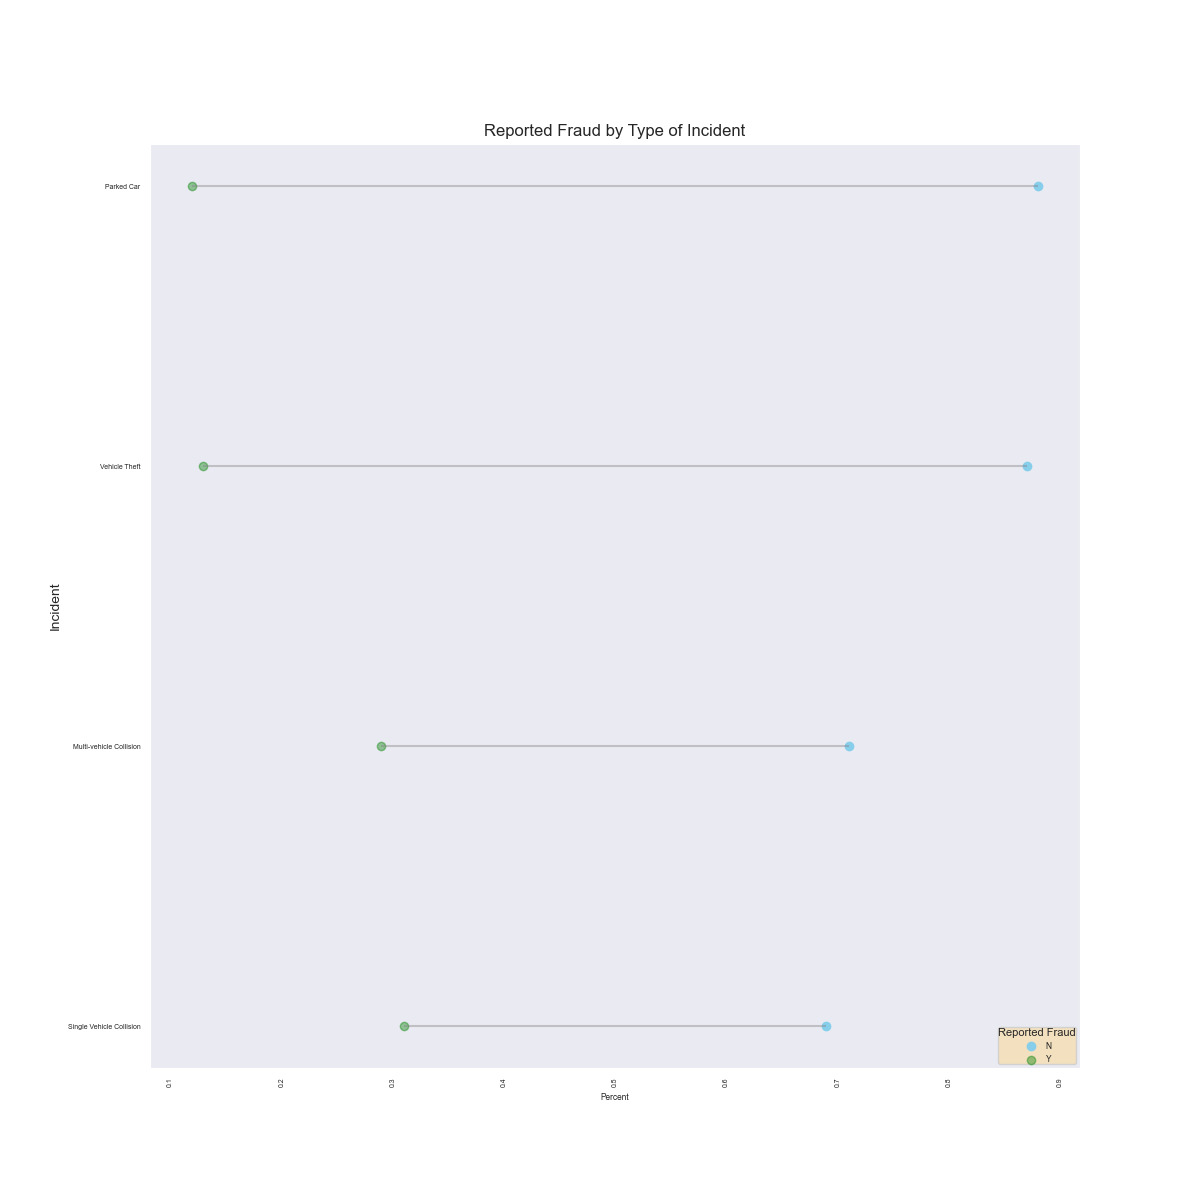 Reported Fraud by Type of Incident
Parked Car
Vehicle Theft
Incident
Multi-vehicle Collision
Single Vehicle Collision
Reported Fraud
N
Y
0.1 0.2 0.3 0.4 0.5 0.6 0.7 0.8 0.9
Percent